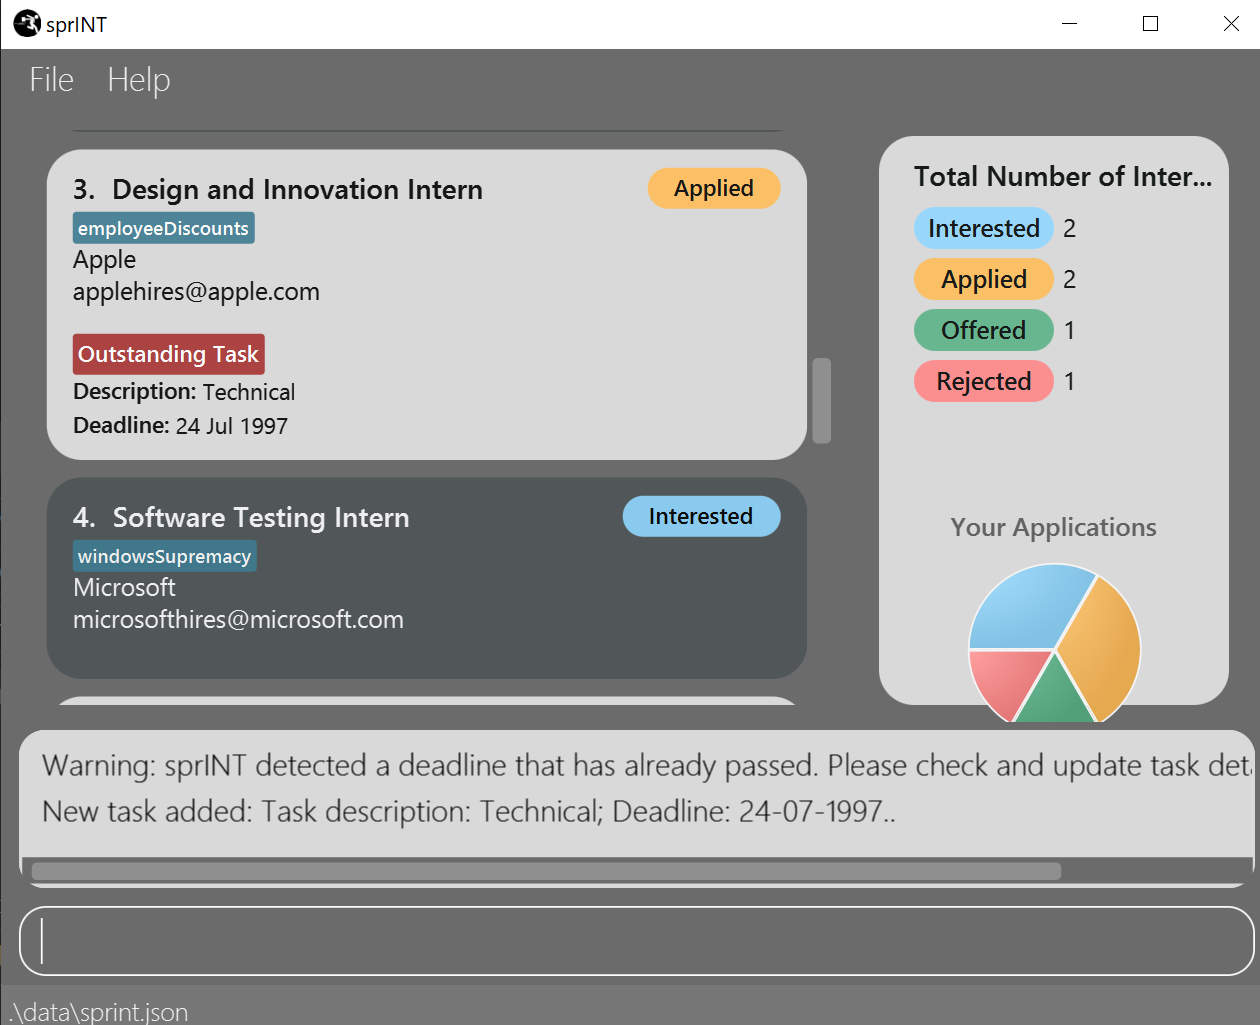 sprINT
File Help
3. Design and Innovation Intern
Applied
employeeDiscounts
Apple
applehires@apple.com
Outstanding Task
Description: Technical
Deadline: 24 Jul 1997
4. Software Testing Intern
Interested
windowsSupremacy
Microsoft
microsofthires@microsoft.com
Total Number of Inter...
Interested 2
Applied 2
Offered 1
Rejected 1
Your Applications
Warning: sprINT detected a deadline that has already passed. Please check and update task
New task added: Task description: Technical; Deadline: 24-07-1997..
.\data\sprint.json